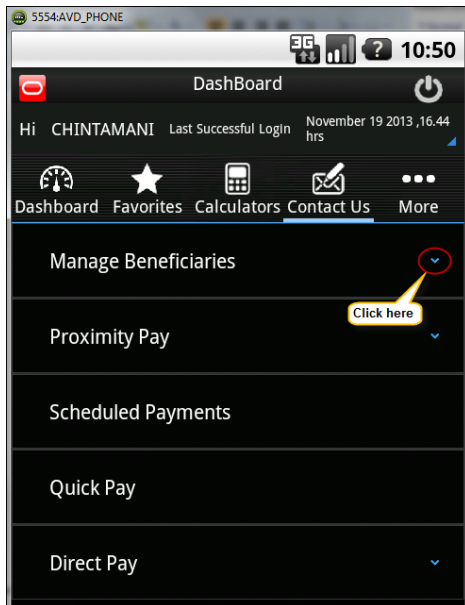 5554:AVD_PHONE
3G 10:50
DashBoard
Hi CHINTAMANI Last Successful Login November 19 2013 ,16.44
hrs
Dashboard Favorites Calculators Contact Us More
Manage Beneficiaries
Click here
Proximity Pay
Scheduled Payments
Quick Pay
Direct Pay